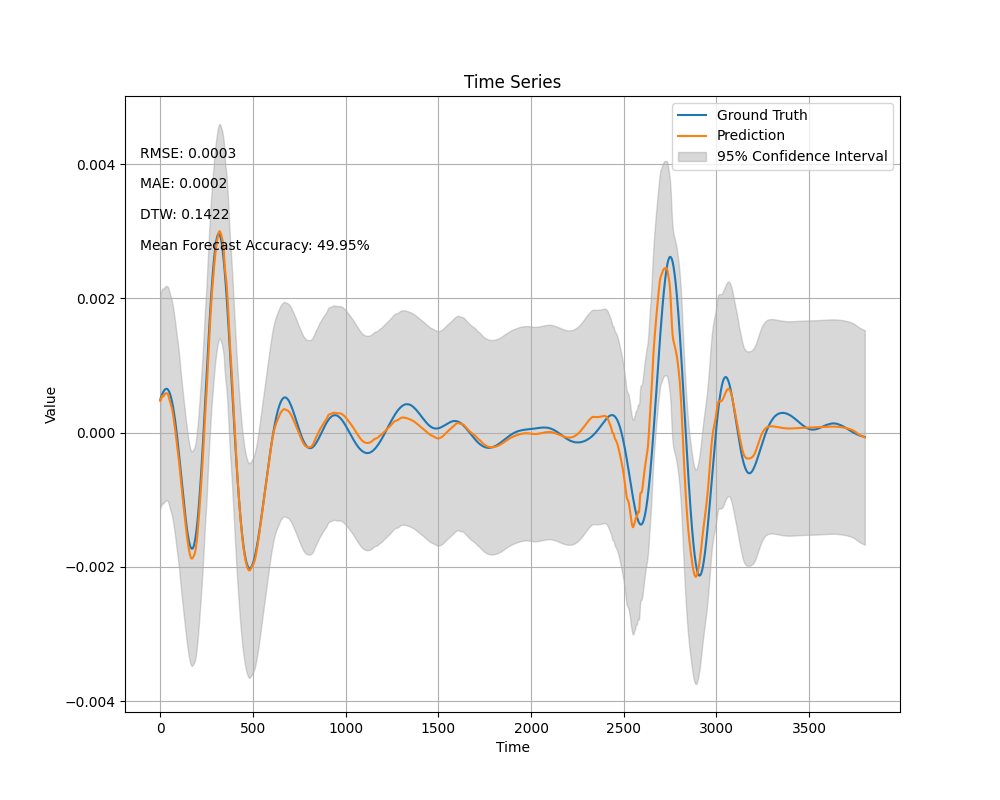 Time Series
Ground Truth
Prediction
95% Confidence Interval
RMSE: 0.0003
MAE: 0.0002
DTW: 0.1422
Mean Forecast Accuracy: 49.95%
Value
0.004
0.002
0.000
−0.002
−0.004
0 500 1000 1500 2000 2500 3000 3500
Time